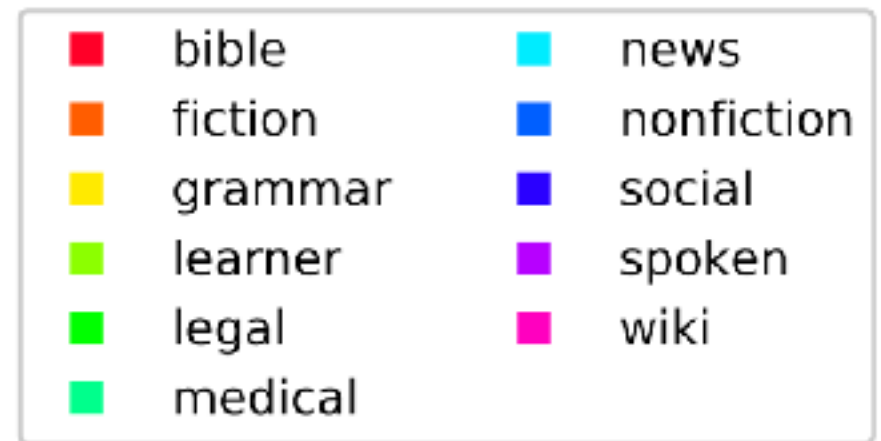 bible
fiction
grammar
learner
legal
medical
news
nonfiction
social
spoken
wiki